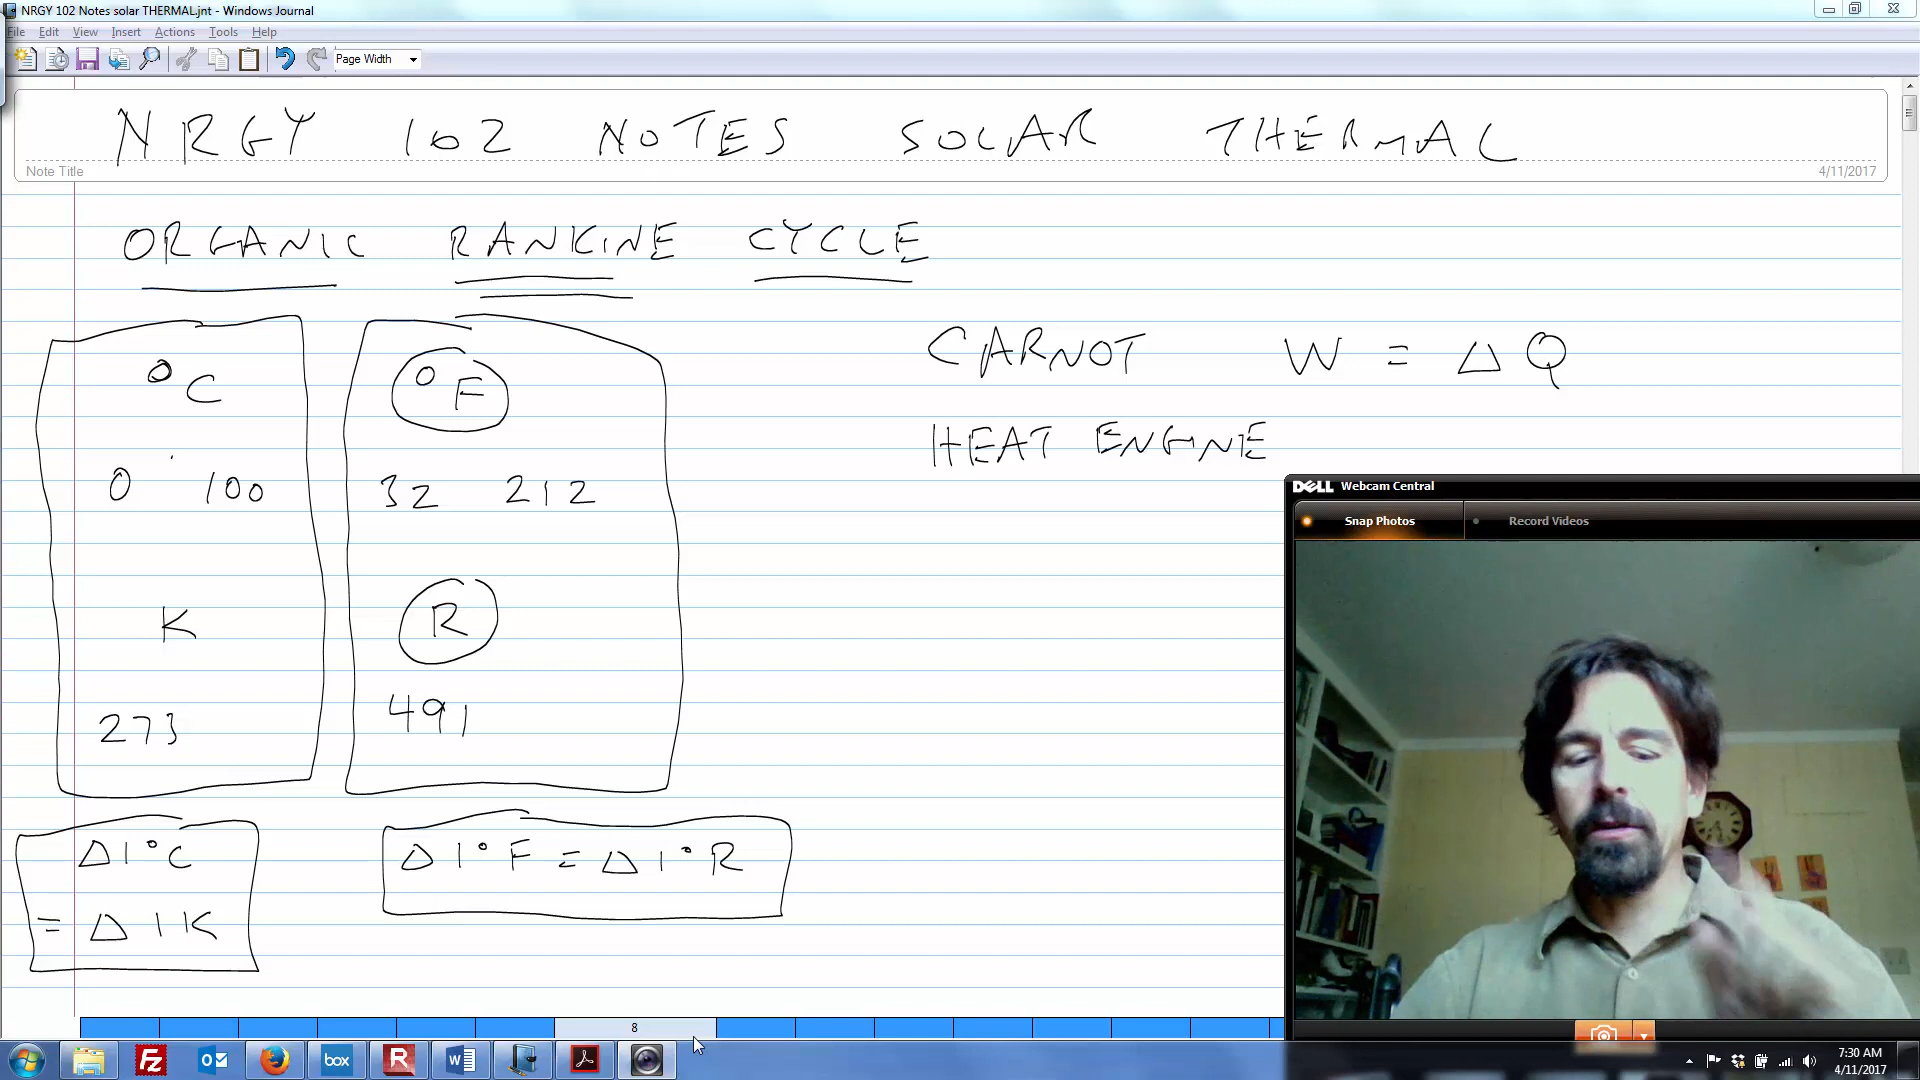 NRGY 102 Notes solar THERMAL.jnt - Windows Journal
File Edit View Insert Actions Tools Help
Page Width
NRGY 102 NOTES SOLAR THERMAL
Note Title
4/11/2017
ORGANIC RANKINE CYCLE
°C
0 100
K
273
°F
32 212
R
491
Δ1°C
= Δ1K
Δ1°F = Δ1°R
CARNOT W = ΔQ
HEAT ENGINE
DELL Webcam Central
Snap Photos Record Videos
8
Fz
box
R
W
7:30 AM
4/11/2017